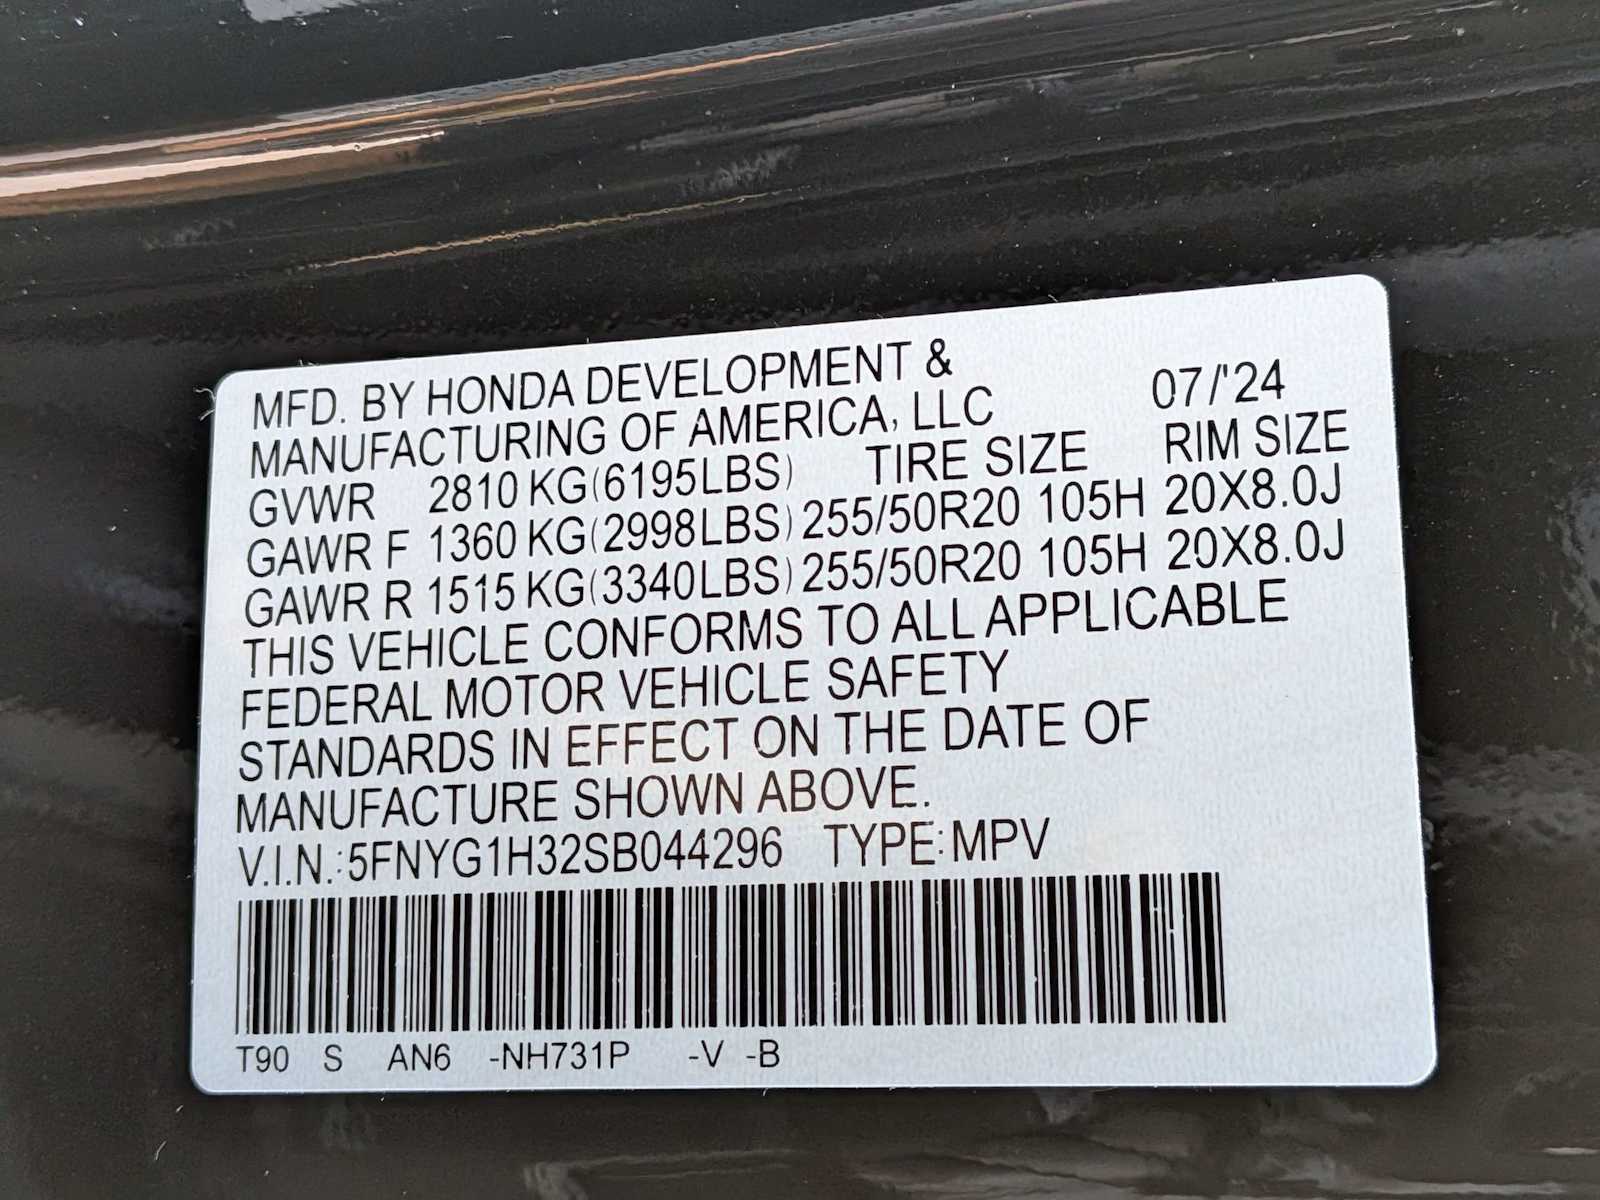 MFD. BY HONDA DEVELOPMENT &
MANUFACTURING OF AMERICA, LLC 07/'24
GVWR 2810 KG(6195LBS) TIRE SIZE RIM SIZE
GAWR F 1360 KG(2998LBS) 255/50R20 105H 20X8.0J
GAWR R 1515 KG(3340LBS) 255/50R20 105H 20X8.0J
THIS VEHICLE CONFORMS TO ALL APPLICABLE
FEDERAL MOTOR VEHICLE SAFETY
STANDARDS IN EFFECT ON THE DATE OF
MANUFACTURE SHOWN ABOVE.
V.I.N.:5FNYG1H32SB044296 TYPE:MPV
T90 S AN6 -NH731P -V -B